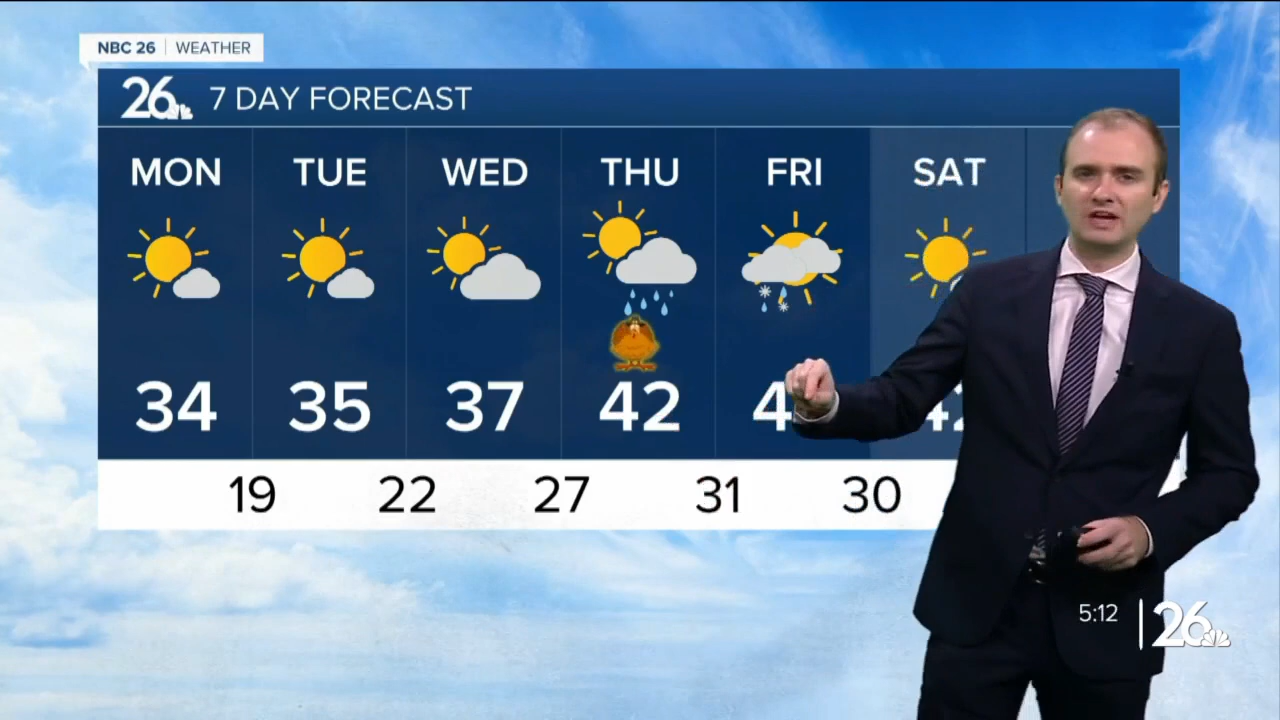 NBC 26 | WEATHER
26 7 DAY FORECAST
MON TUE WED THU FRI SAT
34 35 37 42
19 22 27 31 30
5:12 26